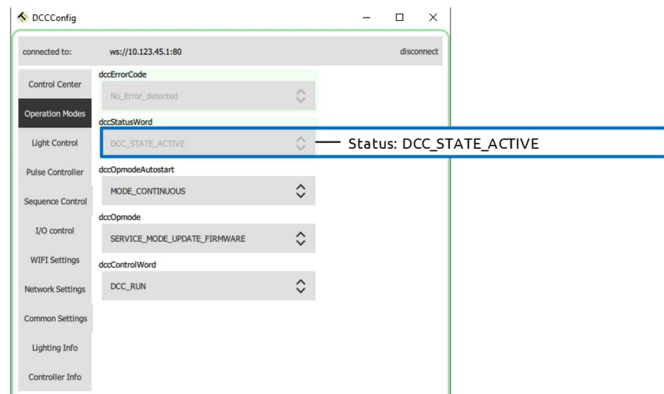 DCCConfig
connected to: ws://10.123.45.1:80 disconnect
Control Center
Operation Modes
Light Control
Pulse Controller
Sequence Control
I/O control
WIFI Settings
Network Settings
Common Settings
Lighting Info
Controller Info
dccErrorCode
No_Error_detected
dccStatusWord
DCC_STATE_ACTIVE
Status: DCC_STATE_ACTIVE
dccOpmodeAutostart
MODE_CONTINUOUS
dccOpmode
SERVICE_MODE_UPDATE_FIRMWARE
dccControlWord
DCC_RUN